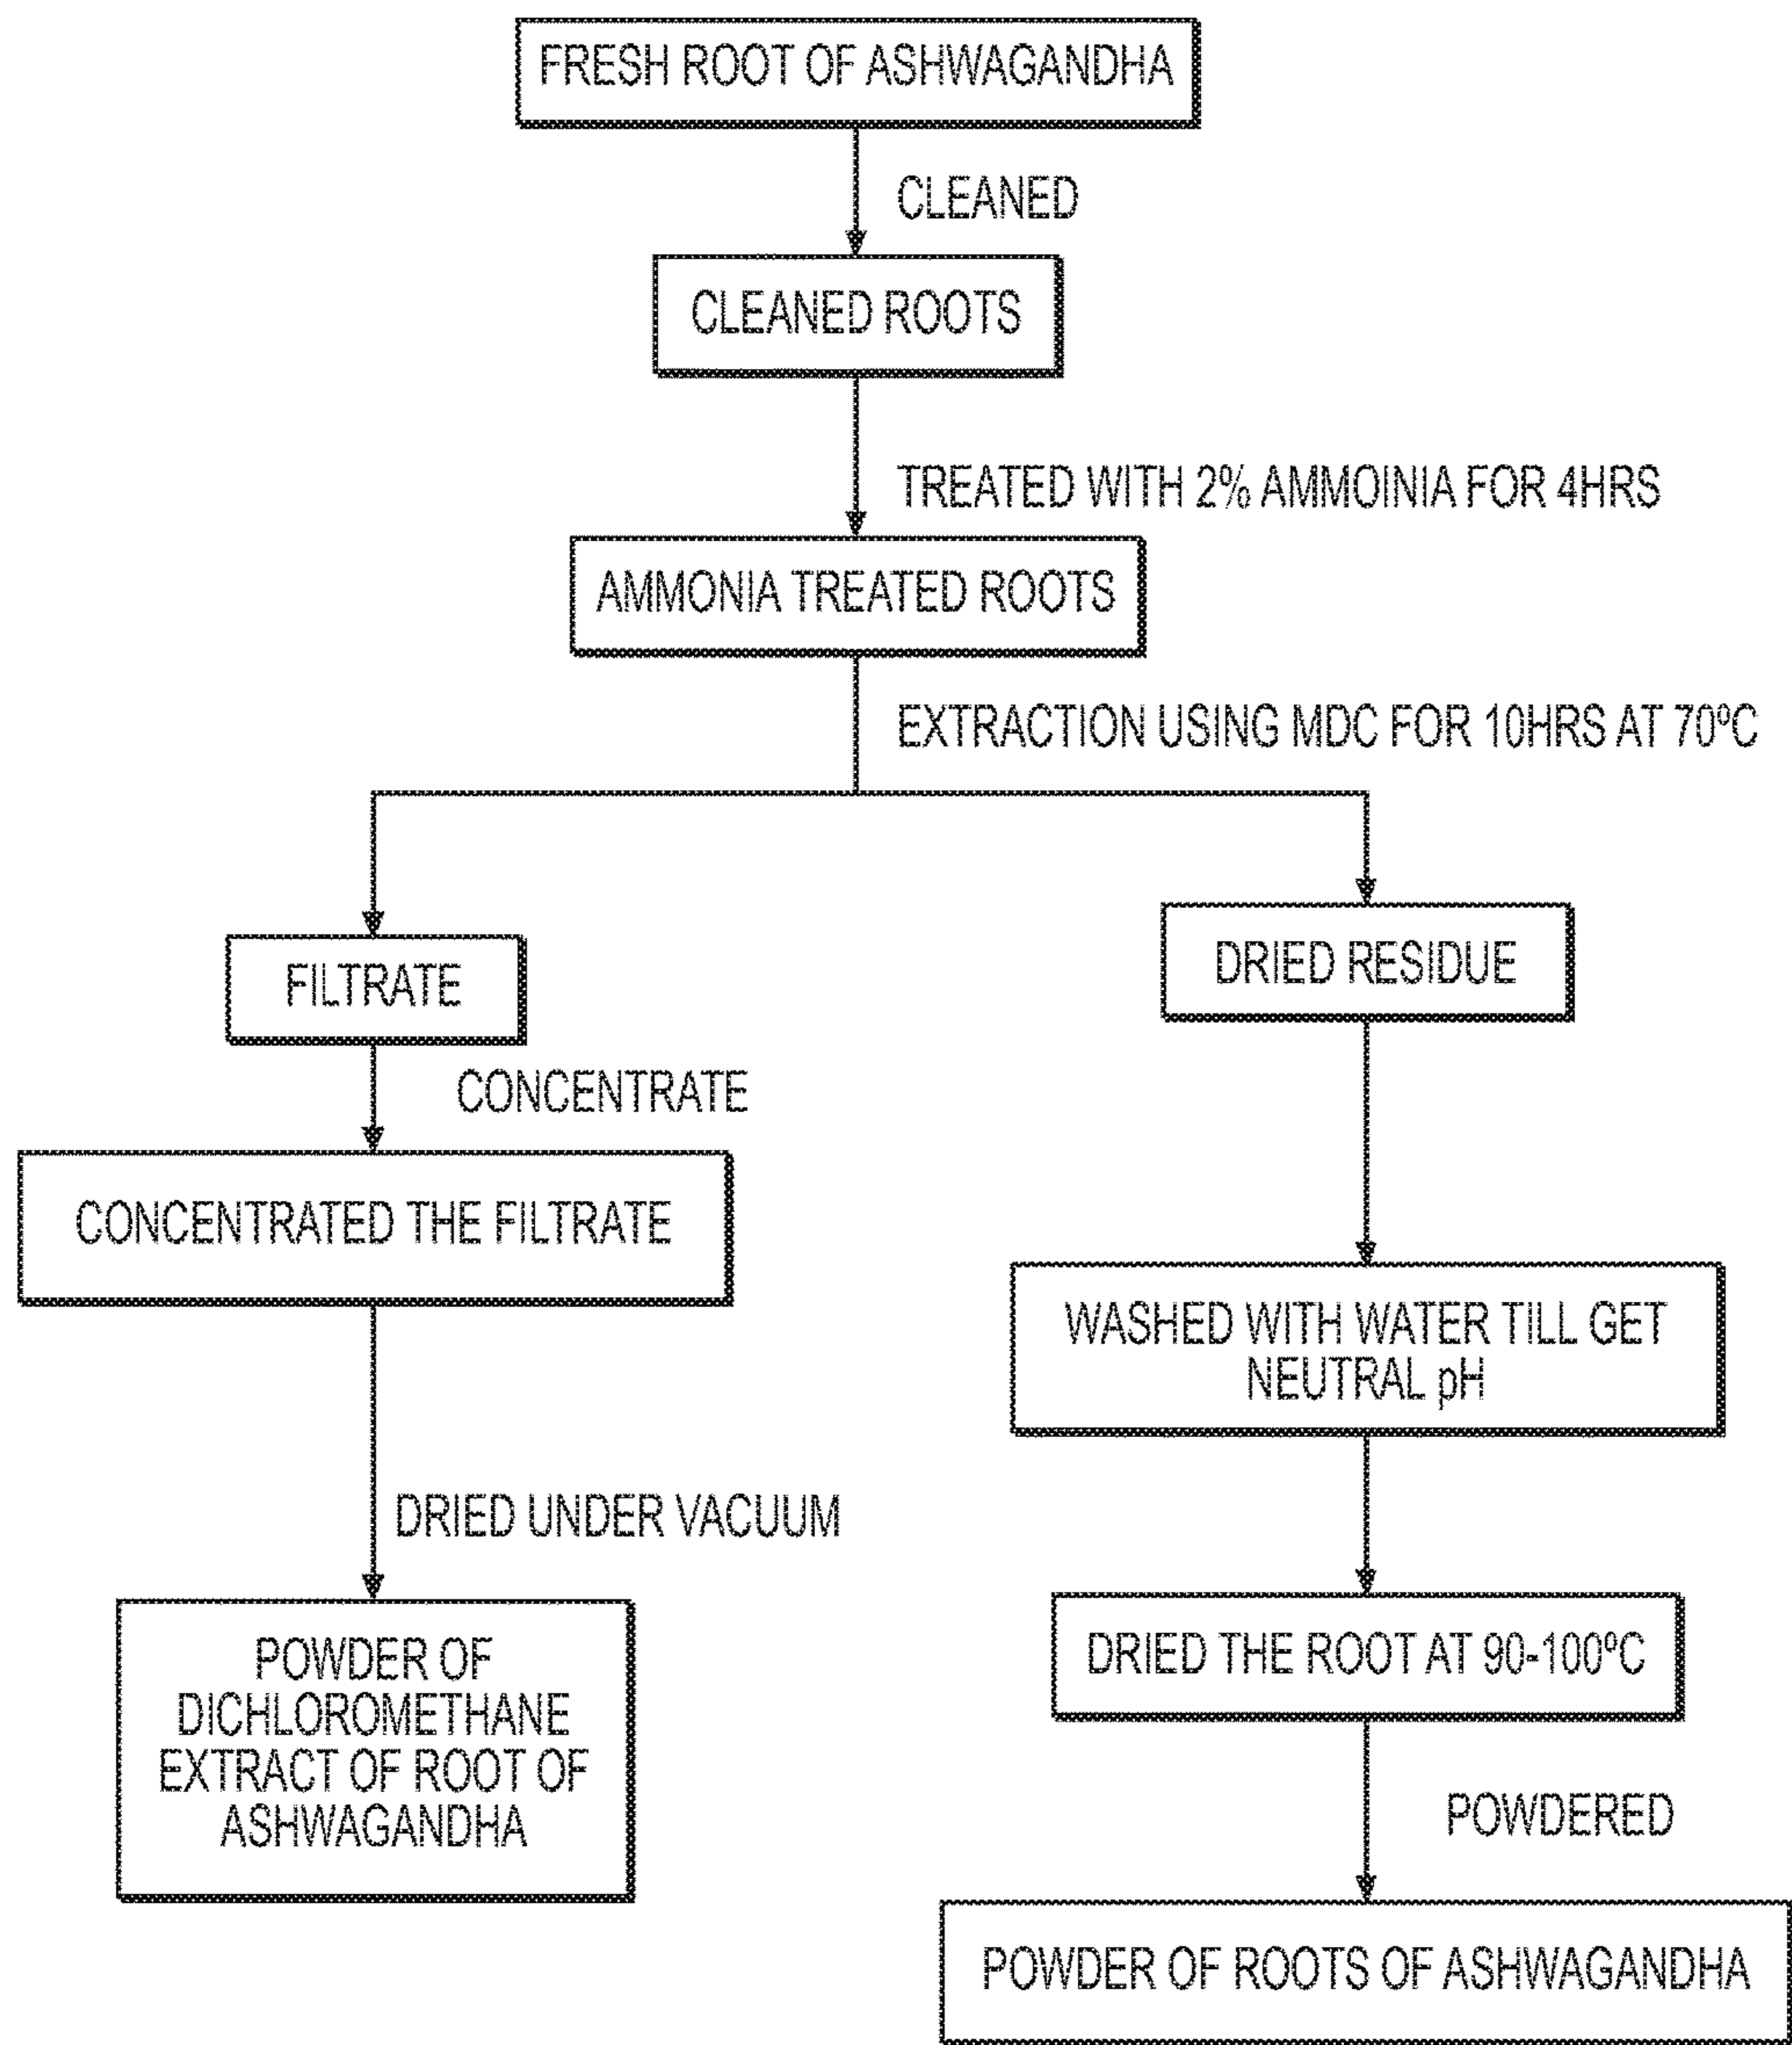 FRESH ROOT OF ASHWAGANDHA
CLEANED
CLEANED ROOTS
TREATED WITH 2% AMMOINIA FOR 4HRS
AMMONIA TREATED ROOTS
EXTRACTION USING MDC FOR 10HRS AT 70ºC
FILTRATE
CONCENTRATE
CONCENTRATED THE FILTRATE
DRIED UNDER VACUUM
POWDER OF
DICHLOROMETHANE
EXTRACT OF ROOT OF
ASHWAGANDHA
DRIED RESIDUE
WASHED WITH WATER TILL GET
NEUTRAL pH
DRIED THE ROOT AT 90-100ºC
POWDERED
POWDER OF ROOTS OF ASHWAGANDHA